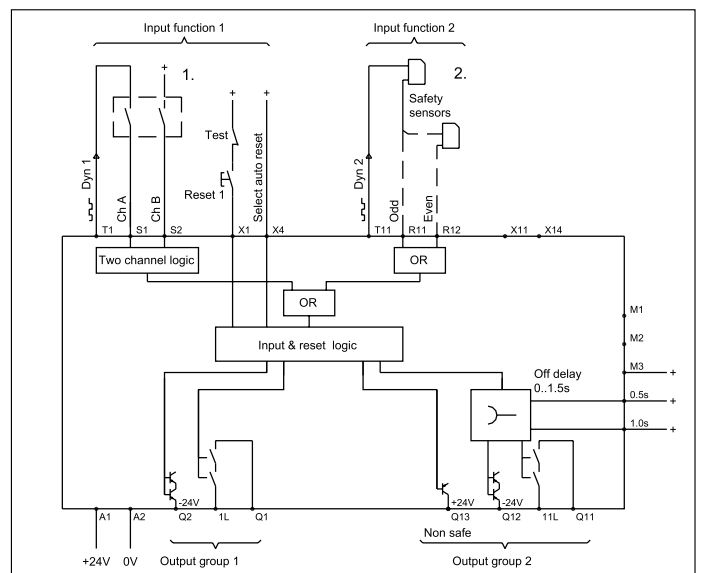 Input function 1
Input function 2
+
1.
+
+
2.
Safety
sensors
Test
Reset 1
Dyn 1
Ch A
Ch B
Select auto reset
Dyn 2
Odd
Even
T1
S1
S2
X1
X4
T11
R11
R12
X11
X14
Two channel logic
OR
OR
Input & reset logic
M1
M2
M3
+
Off delay
0..1.5s
0.5s
+
1.0s
+
-24V
+24V
-24V
A1
A2
Q2
1L
Q1
Q13
Q12
11L
Q11
Non safe
+24V
0V
Output group 1
Output group 2